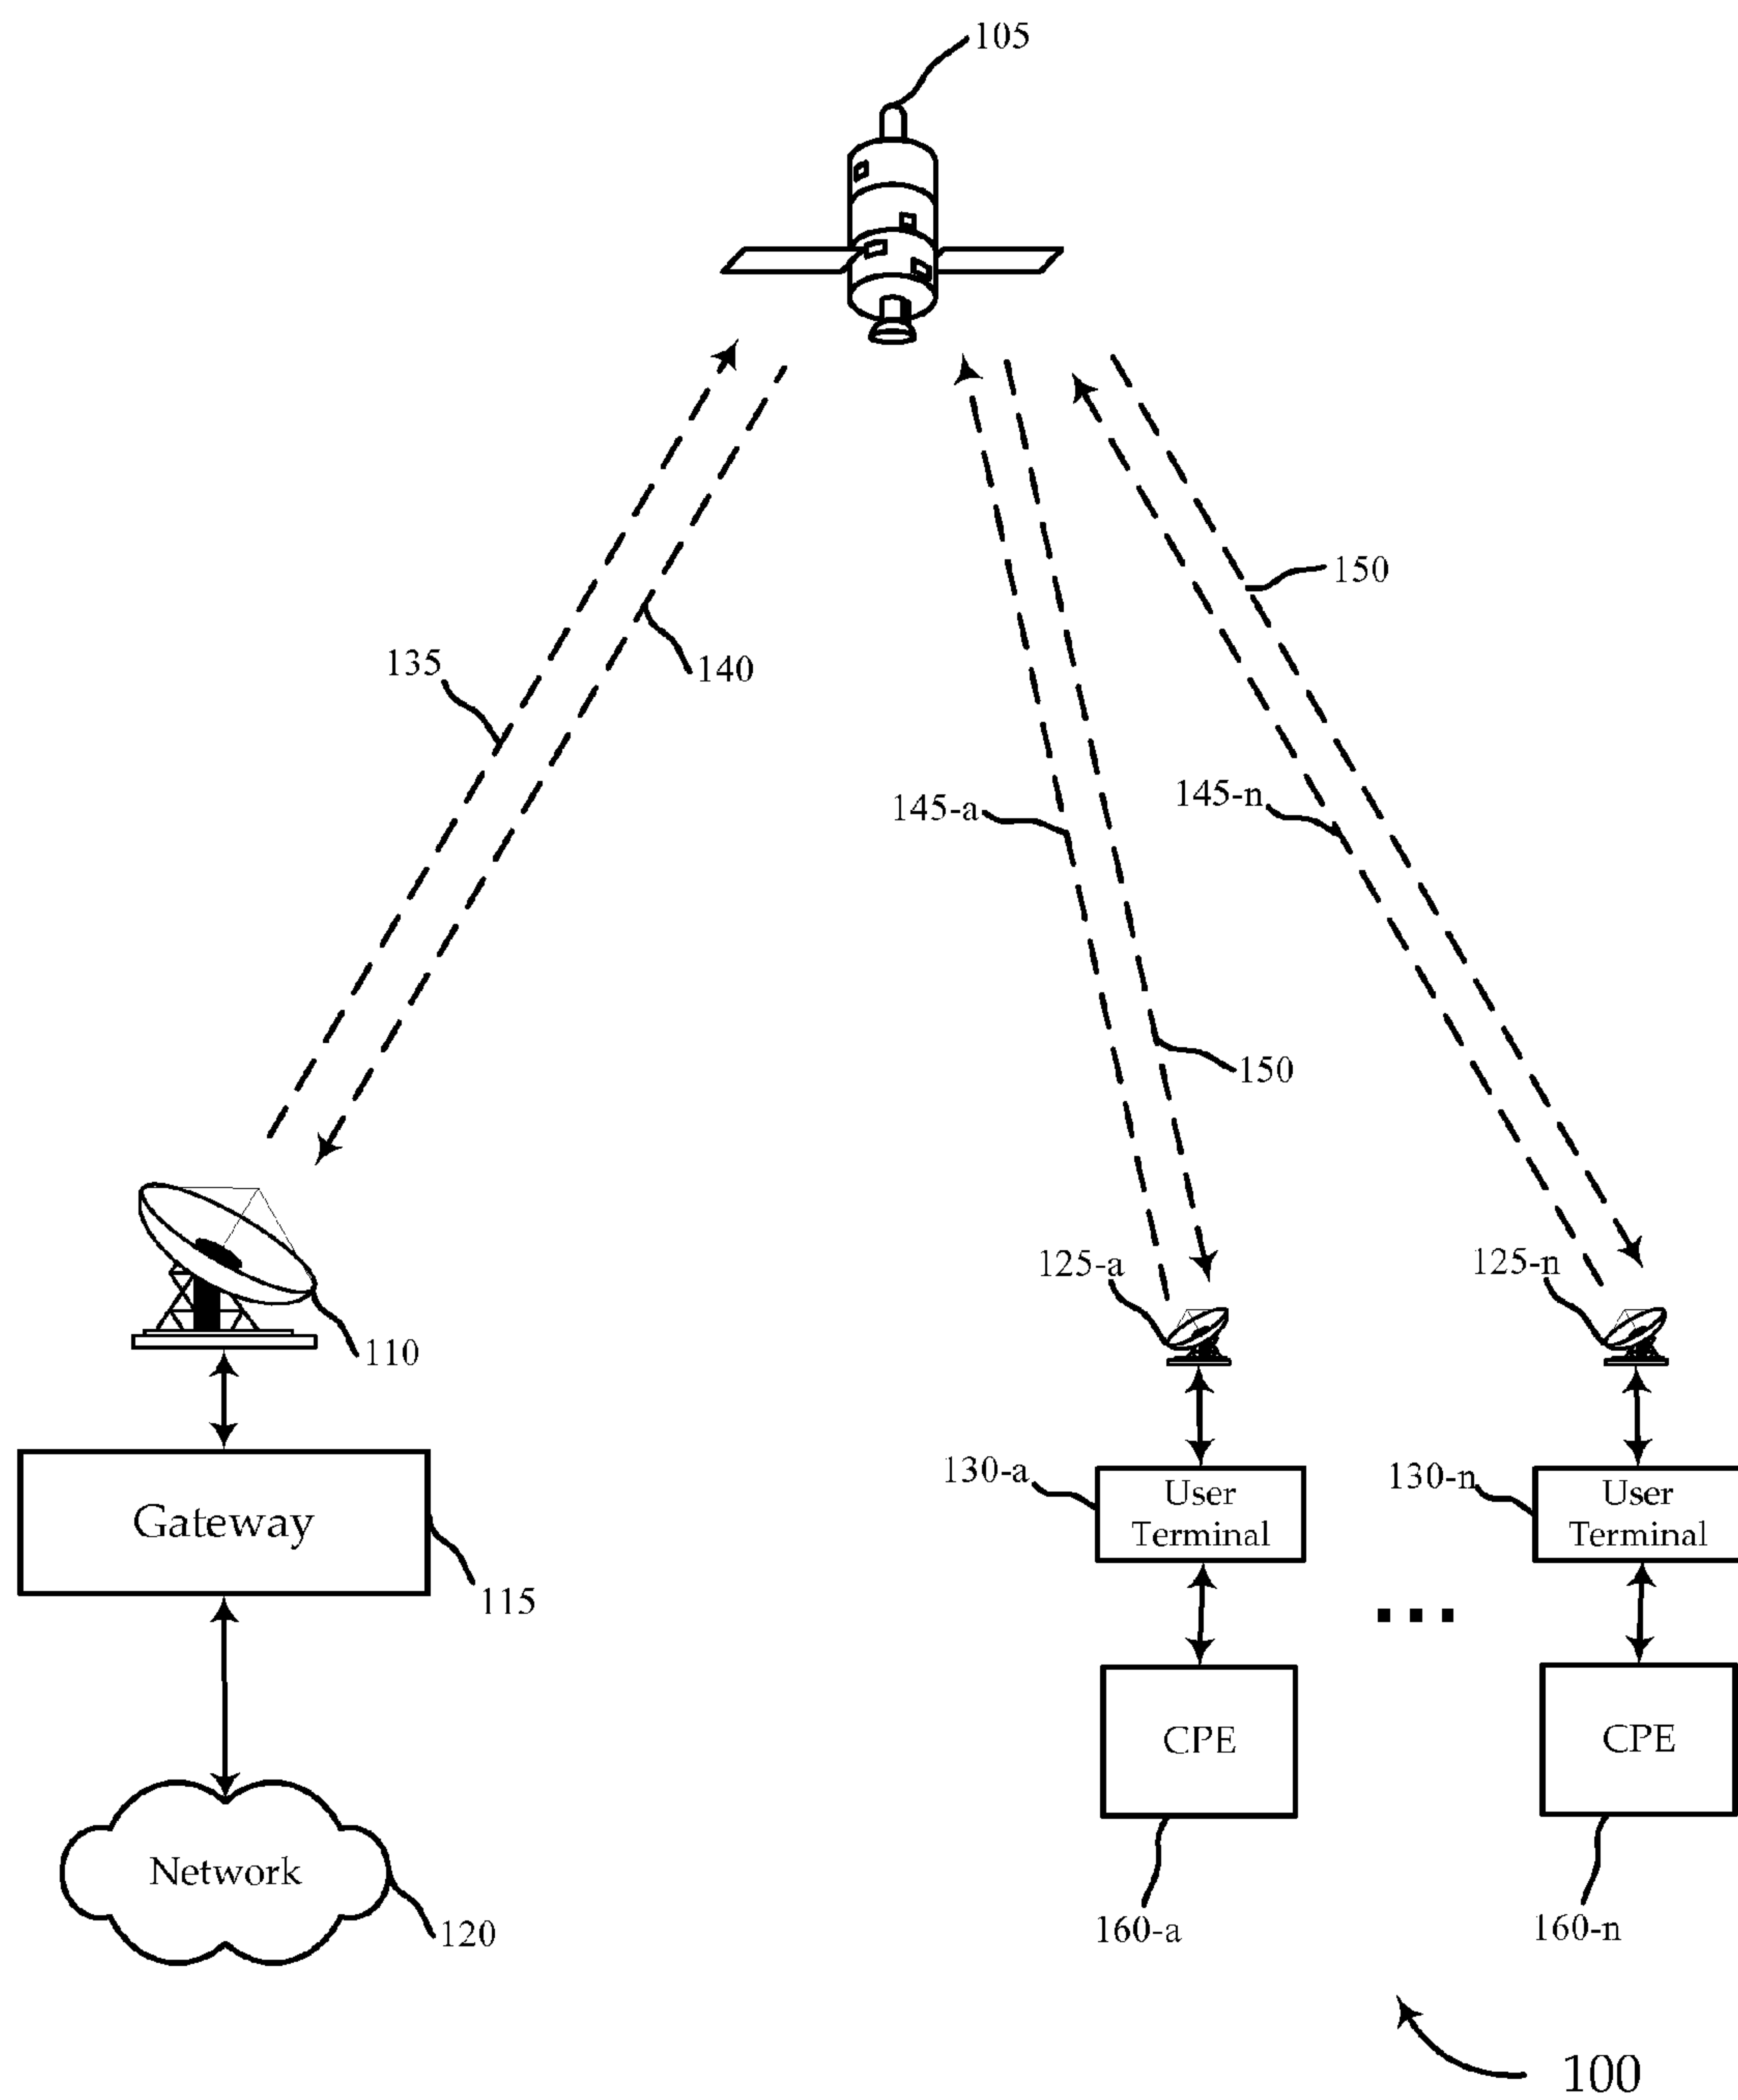 105
150
135
140
145-a
145-n
150
125-a
125-n
110
130-a
User
Terminal
130-n
User
Terminal
Gateway
115
CPE
CPE
Network
120
160-a
160-n
100